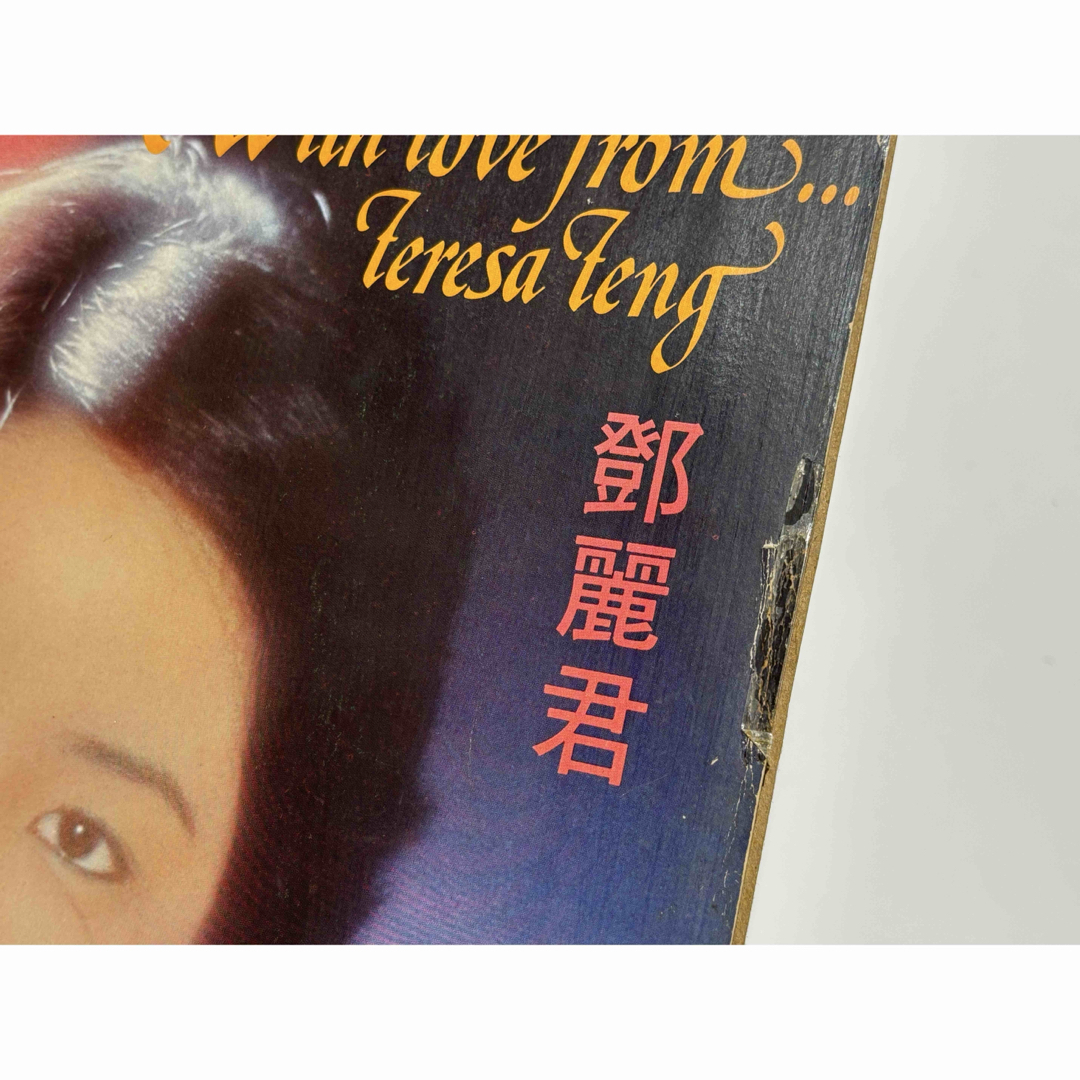 With love from...
Teresa Teng
鄧麗君